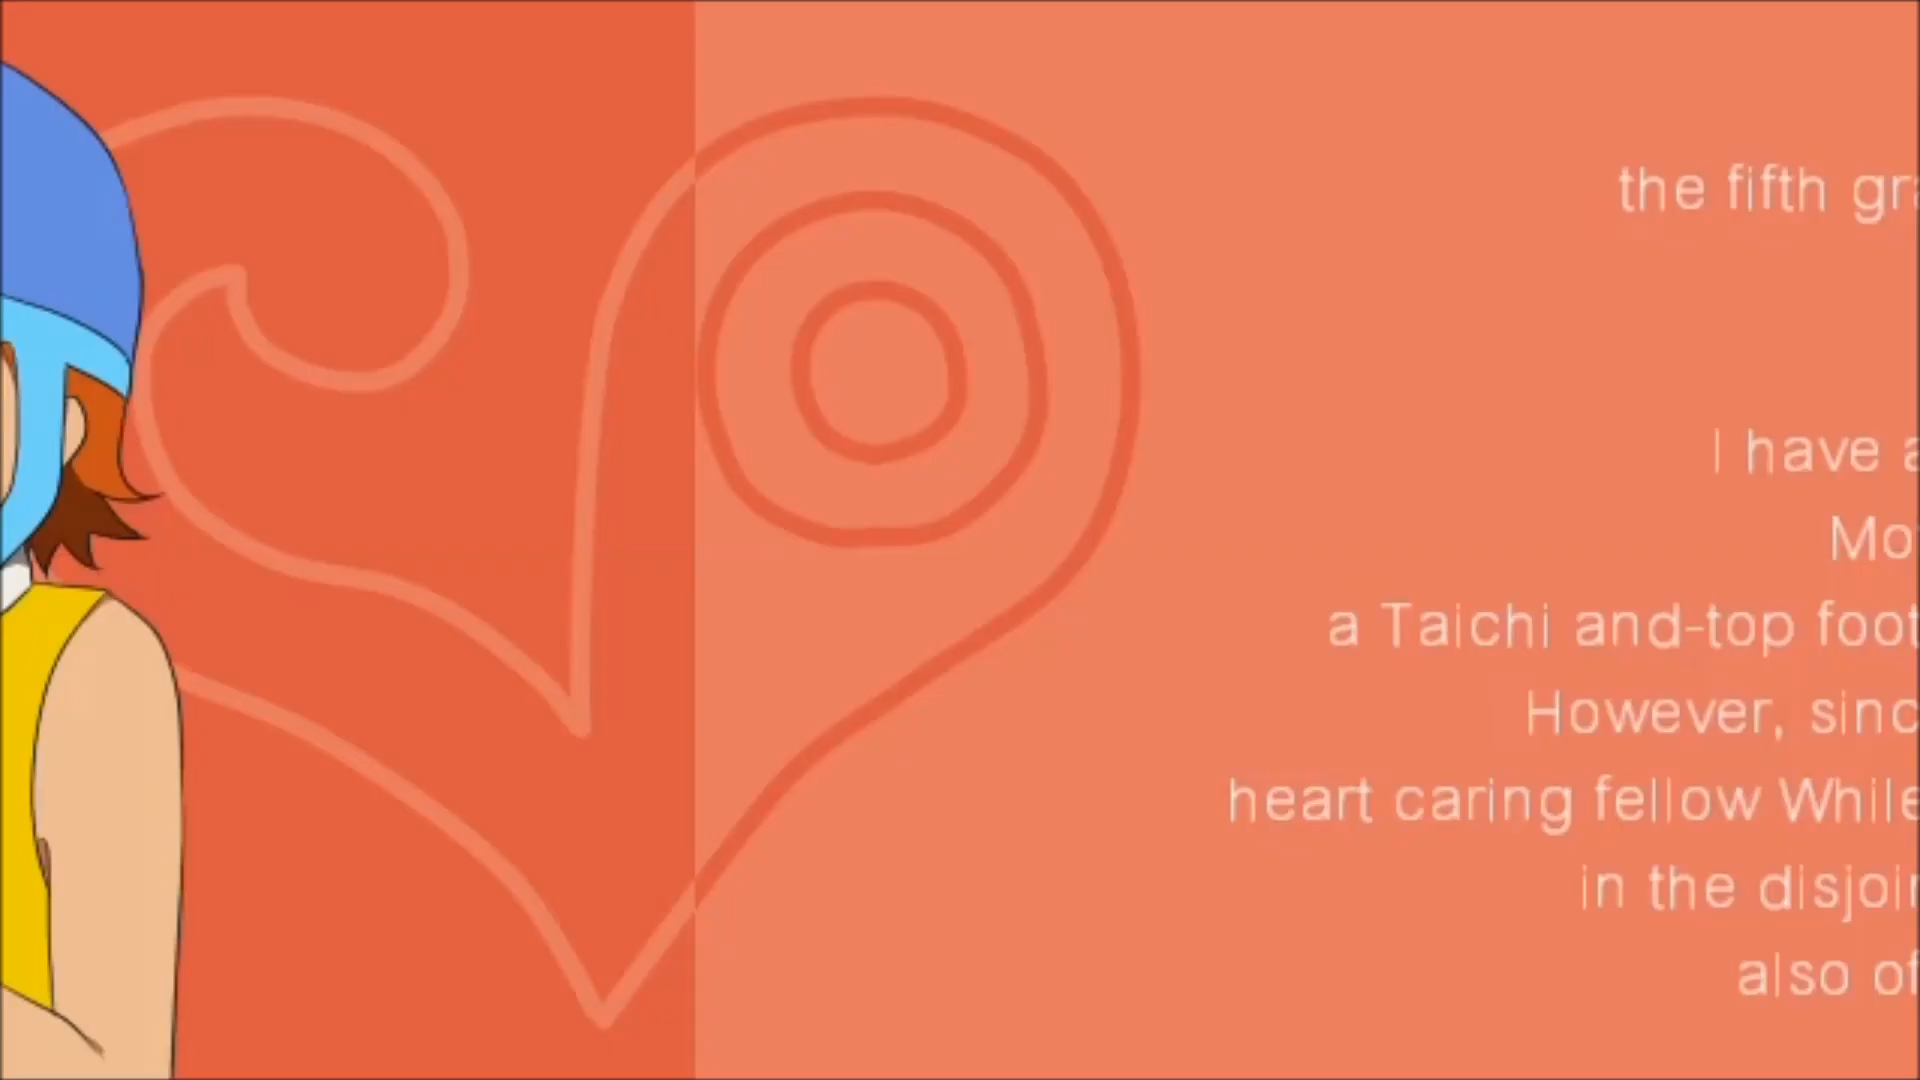 the fifth gr
I have a
Mo
a Taichi and-top foot
However, sinc
heart caring fellow While
in the disjoin
also of